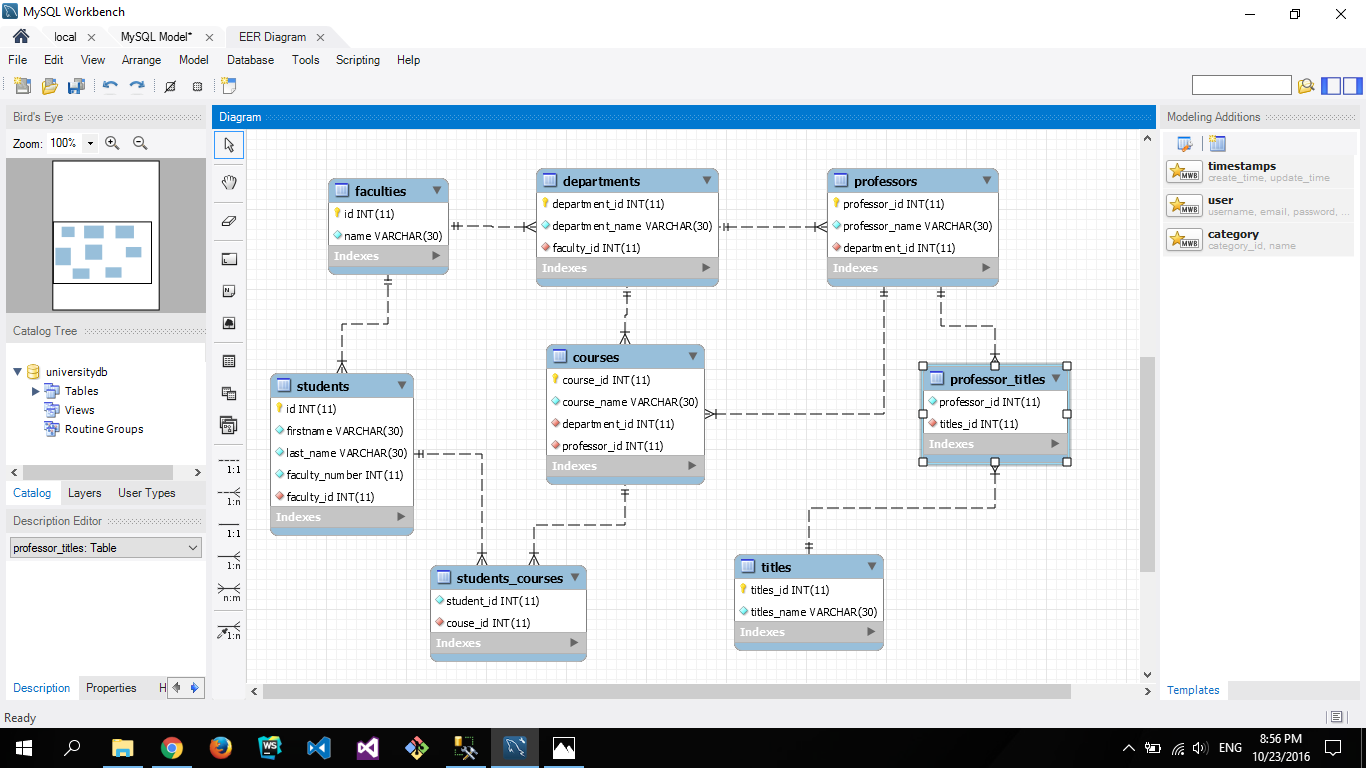 MySQL Workbench
local
MySQL Model*
EER Diagram
File Edit View Arrange Model Database Tools Scripting Help
Bird's Eye
Zoom: 100%
Catalog Tree
universitydb
Tables
Views
Routine Groups
Catalog Layers User Types
Description Editor
professor_titles: Table
Description Properties H
Ready
Diagram
1:1
1:n
1:1
1:n
n:m
1:n
faculties
id INT(11)
name VARCHAR(30)
Indexes
departments
department_id INT(11)
department_name VARCHAR(30)
faculty_id INT(11)
Indexes
professors
professor_id INT(11)
professor_name VARCHAR(30)
department_id INT(11)
Indexes
students
id INT(11)
firstname VARCHAR(30)
last_name VARCHAR(30)
faculty_number INT(11)
faculty_id INT(11)
Indexes
courses
course_id INT(11)
course_name VARCHAR(30)
department_id INT(11)
professor_id INT(11)
Indexes
professor_titles
professor_id INT(11)
titles_id INT(11)
Indexes
students_courses
student_id INT(11)
couse_id INT(11)
Indexes
titles
titles_id INT(11)
titles_name VARCHAR(30)
Indexes
Modeling Additions
MWB
timestamps
create_time, update_time
MWB
user
username, email, password, ...
MWB
category
category_id, name
Templates
WS
ENG
8:56 PM
10/23/2016